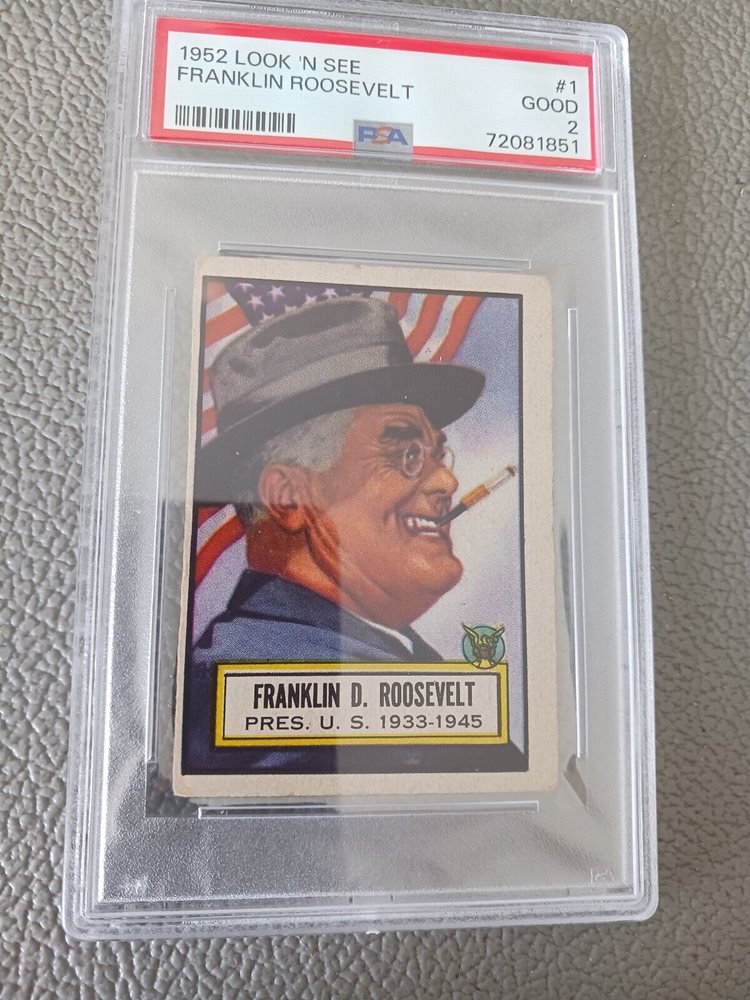 1952 LOOK 'N SEE
FRANKLIN ROOSEVELT
#1
GOOD
2
72081851
PSA
FRANKLIN D. ROOSEVELT
PRES. U. S. 1933-1945